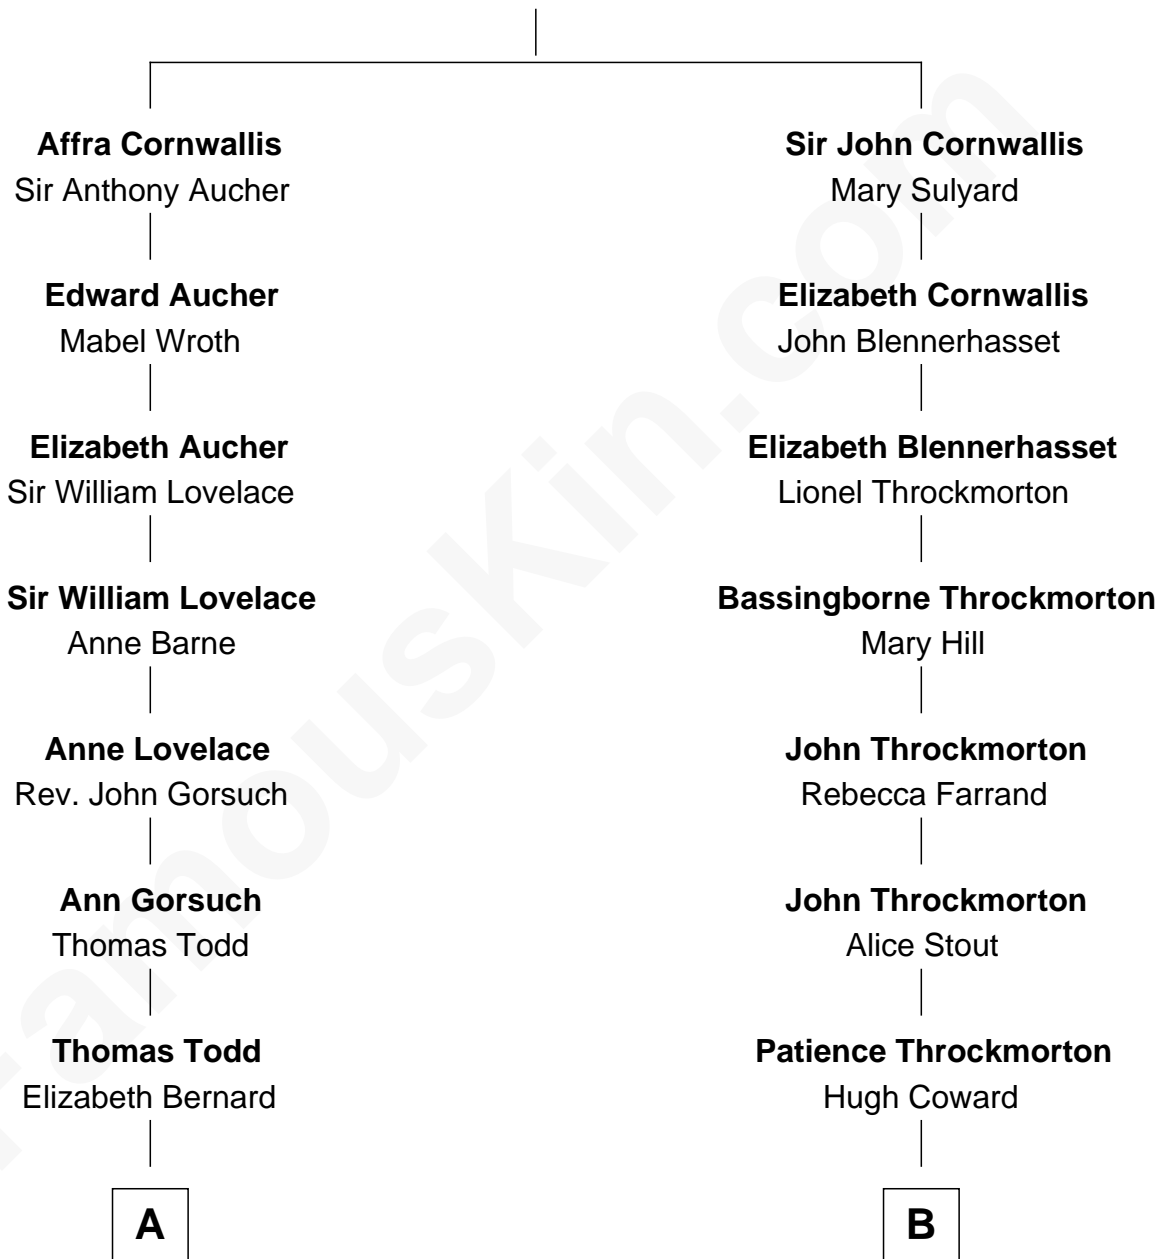 Affra Cornwallis
Sir Anthony Aucher
Edward Aucher
Mabel Wroth
Elizabeth Aucher
Sir William Lovelace
Sir William Lovelace
Anne Barne
Anne Lovelace
Rev. John Gorsuch
Ann Gorsuch
Thomas Todd
Thomas Todd
Elizabeth Bernard
A
Sir John Cornwallis
Mary Sulyard
Elizabeth Cornwallis
John Blennerhasset
Elizabeth Blennerhasset
Lionel Throckmorton
Bassingborne Throckmorton
Mary Hill
John Throckmorton
Rebecca Farrand
John Throckmorton
Alice Stout
Patience Throckmorton
Hugh Coward
B
FamousKin.com